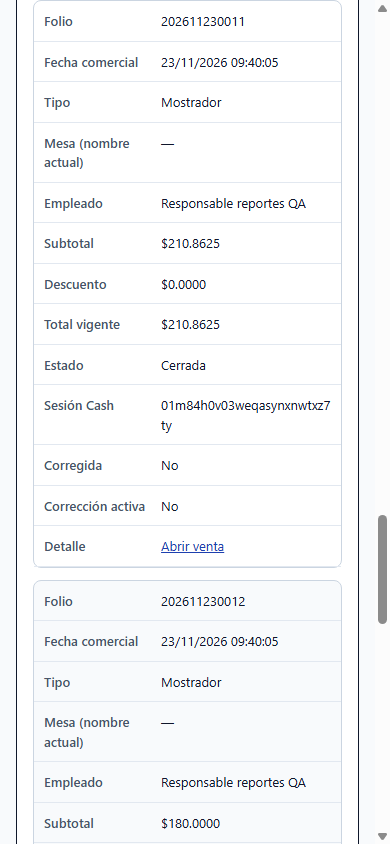 Folio 202611230011
Fecha comercial 23/11/2026 09:40:05
Tipo Mostrador
Mesa (nombre actual) —
Empleado Responsable reportes QA
Subtotal $210.8625
Descuento $0.0000
Total vigente $210.8625
Estado Cerrada
Sesión Cash 01m84h0v03weqasynxnwtxz7
ty
Corregida No
Corrección activa No
Detalle Abrir venta
Folio 202611230012
Fecha comercial 23/11/2026 09:40:05
Tipo Mostrador
Mesa (nombre actual) —
Empleado Responsable reportes QA
Subtotal $180.0000